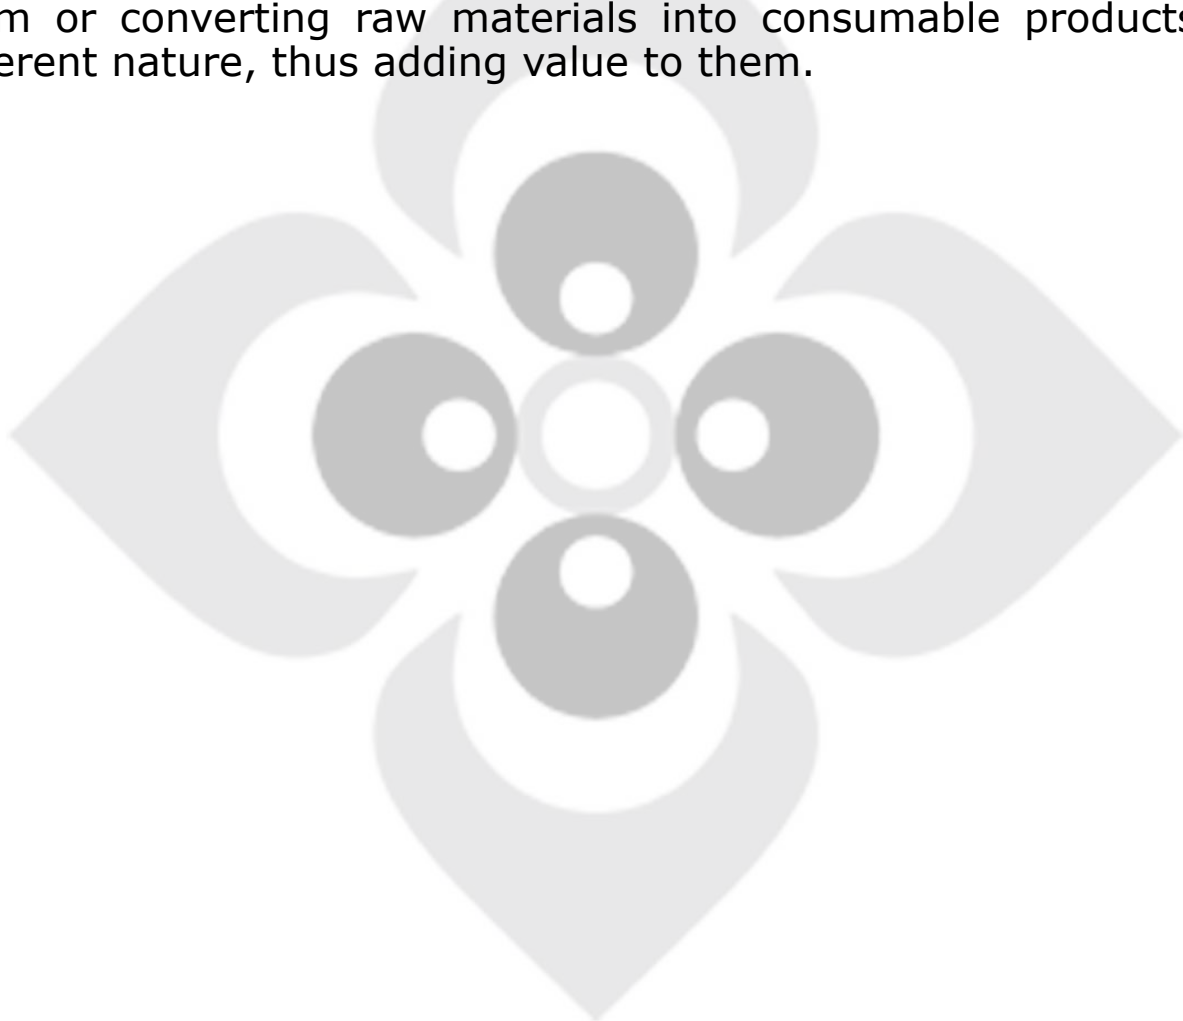 m or converting raw materials into consumable products
erent nature, thus adding value to them.